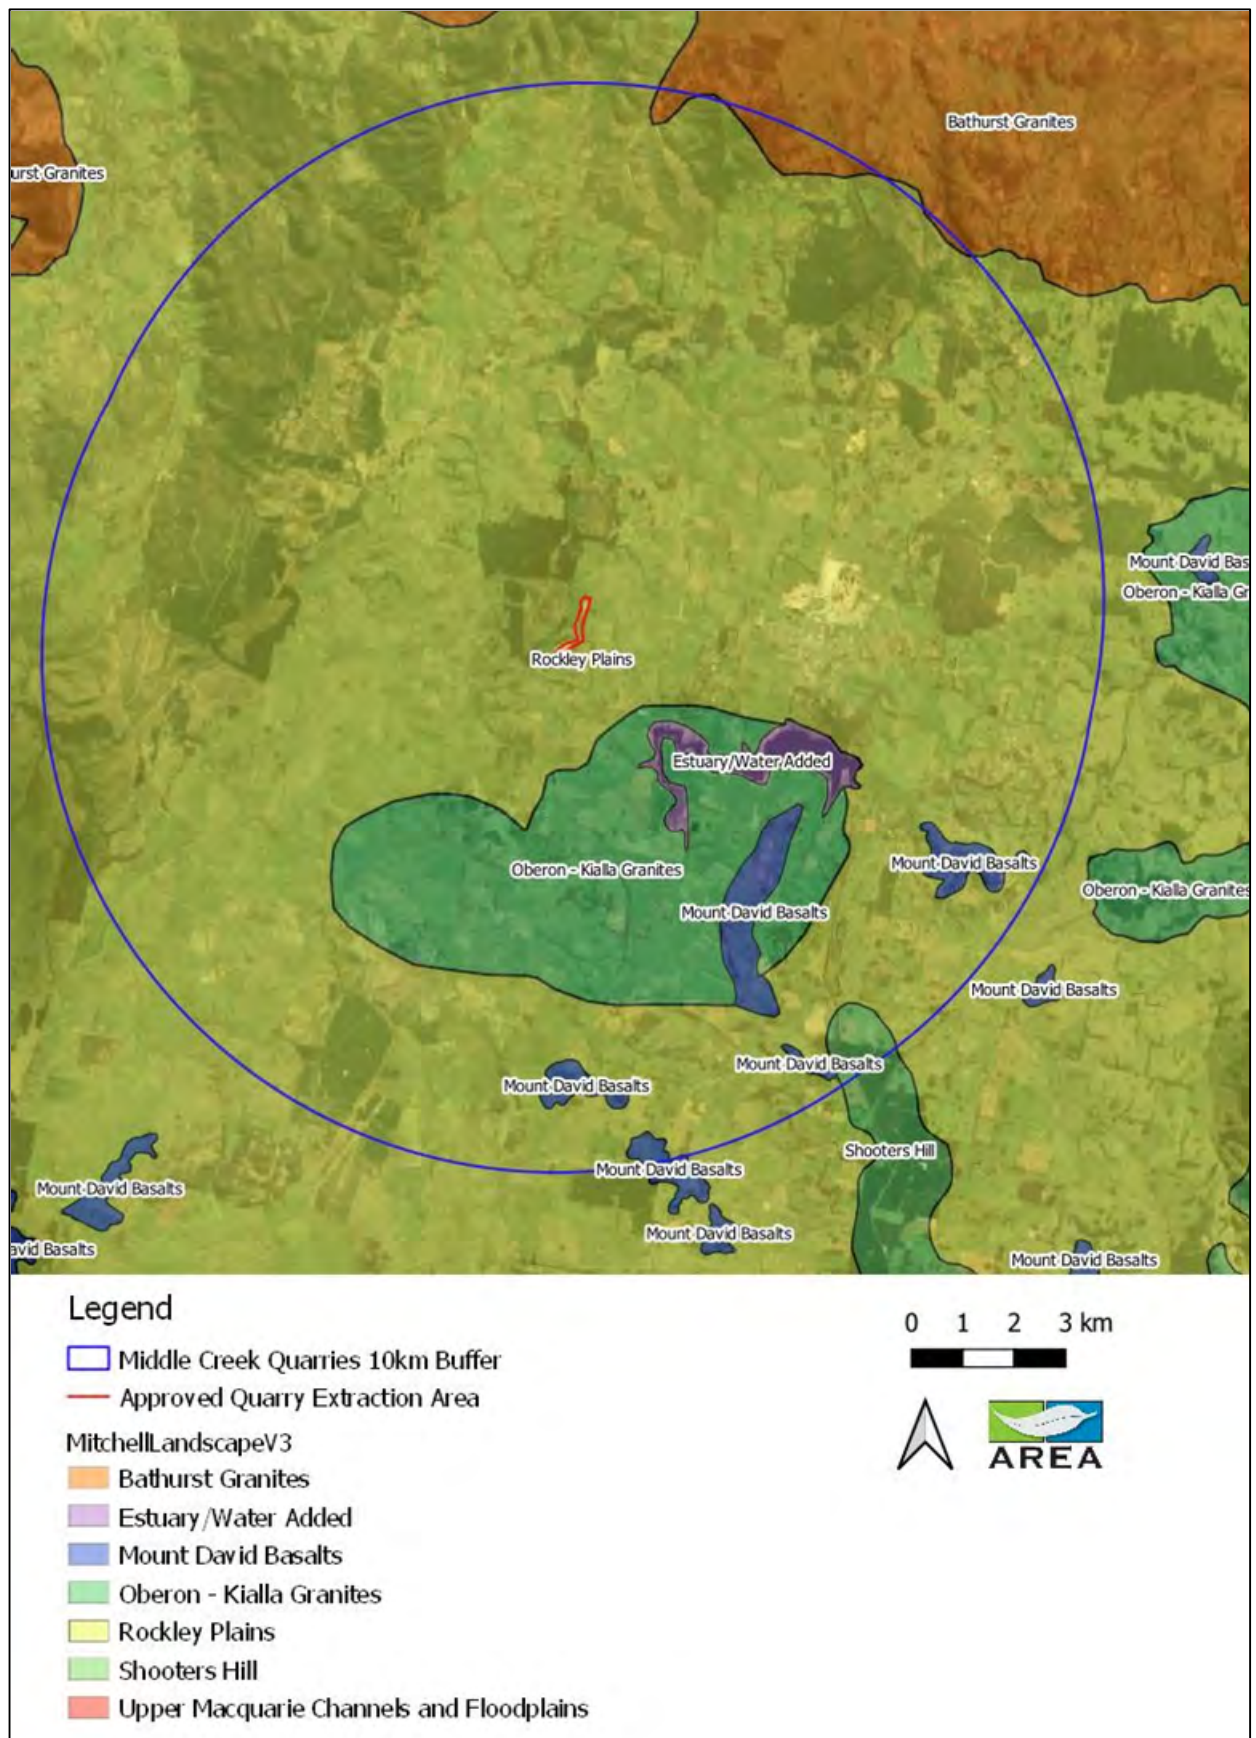 Bathurst Granites
urst Granites
Mount David Bas
Oberon - Kialla Gr
Rockley Plains
Estuary/Water Added
Mount David Basalts
Oberon - Kialla Granites
Oberon - Kialla Granites
Mount David Basalts
Mount David Basalts
Mount David Basalts
Mount David Basalts
Shooters Hill
Mount David Basalts
Mount David Basalts
Mount David Basalts
avid Basalts
Mount David Basalts
Legend
0 1 2 3 km
Middle Creek Quarries 10km Buffer
Approved Quarry Extraction Area
MitchellLandscapeV3
AREA
Bathurst Granites
Estuary/Water Added
Mount David Basalts
Oberon - Kialla Granites
Rockley Plains
Shooters Hill
Upper Macquarie Channels and Floodplains